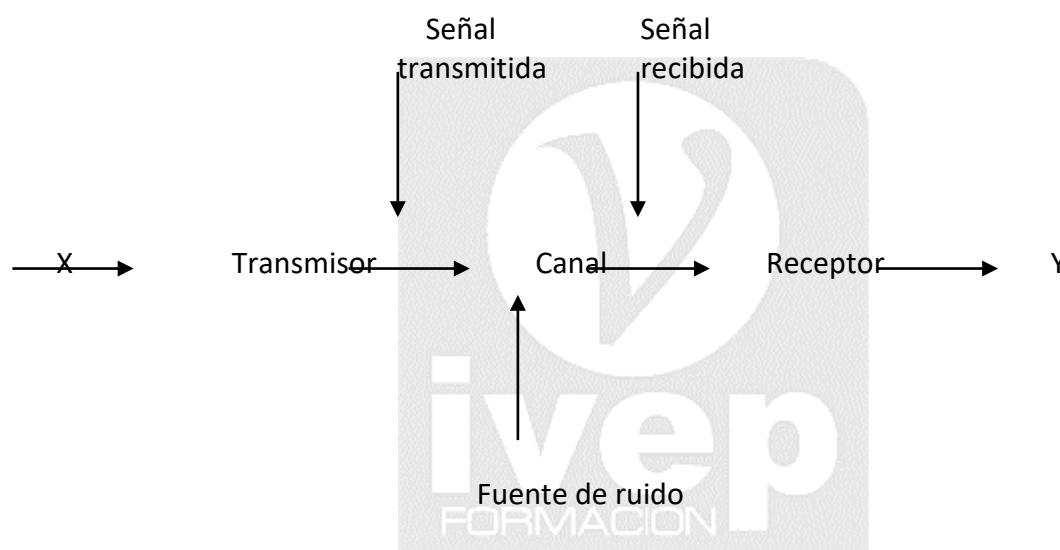 Señal
transmitida
Señal
recibida
X
Transmisor
Canal
Receptor
Y
Fuente de ruido
ivep
FORMACION